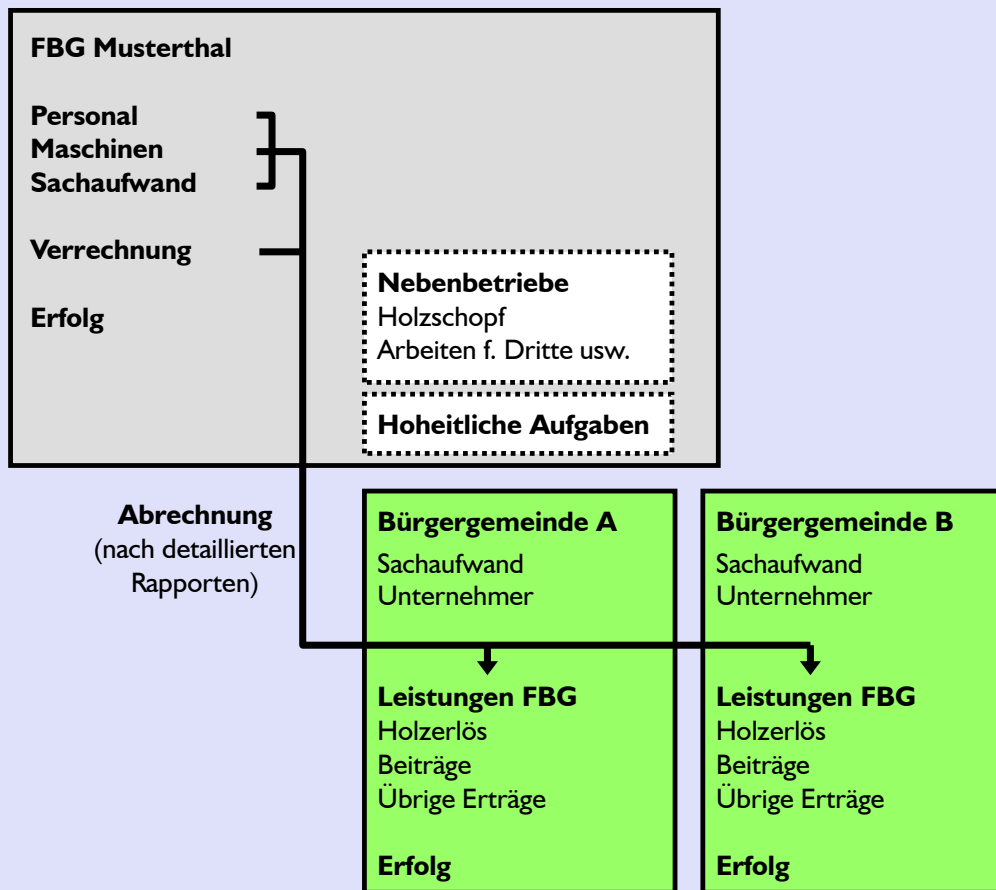 FBG Musterthal
Personal
Maschinen
Sachaufwand
Verrechnung
Erfolg
Nebenbetriebe
Holzschopf
Arbeiten f. Dritte usw.
Hoheitliche Aufgaben
Abrechnung
(nach detaillierten
Rapporten)
Bürgergemeinde A
Sachaufwand
Unternehmer
Leistungen FBG
Holzerlös
Beiträge
Übrige Erträge
Erfolg
Bürgergemeinde B
Sachaufwand
Unternehmer
Leistungen FBG
Holzerlös
Beiträge
Übrige Erträge
Erfolg